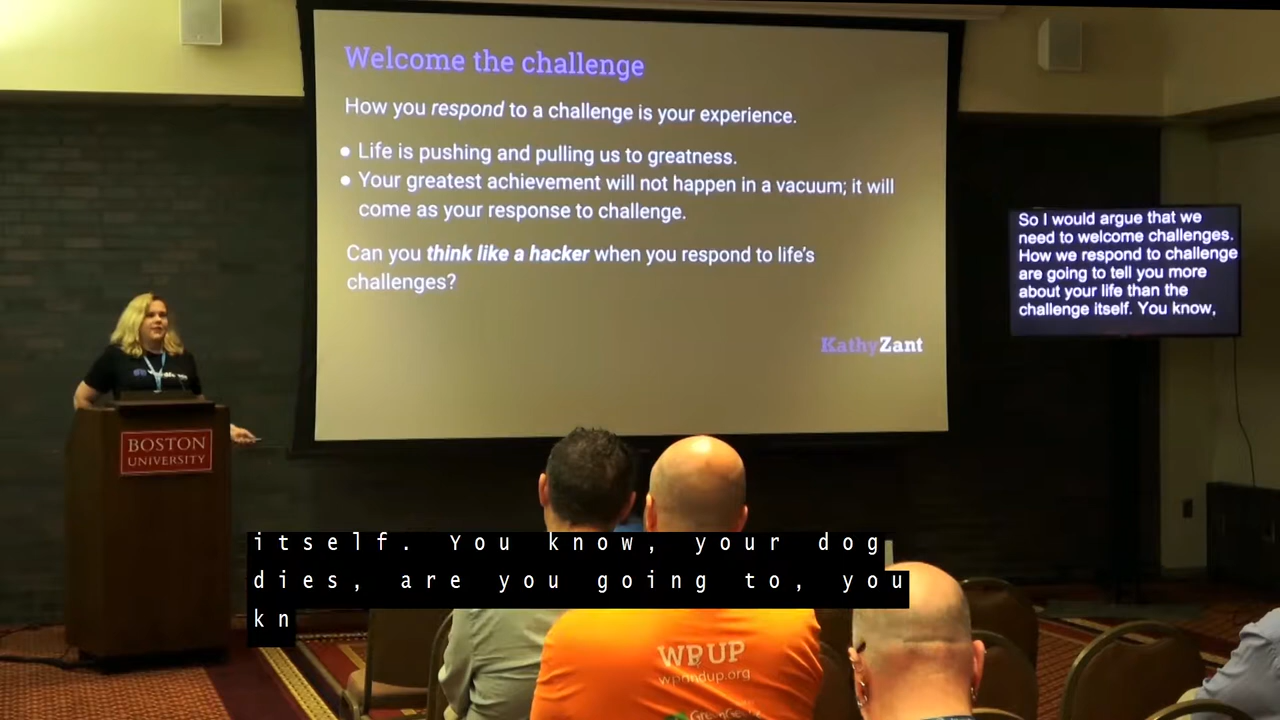 Welcome the challenge
How you respond to a challenge is your experience.
● Life is pushing and pulling us to greatness.
● Your greatest achievement will not happen in a vacuum; it will
come as your response to challenge.
Can you think like a hacker when you respond to life's
challenges?
KathyZant
So I would argue that we
need to welcome challenges.
How we respond to challenge
are going to tell you more
about your life than the
challenge itself. You know,
BOSTON
UNIVERSITY
itself. You know, your dog
dies, are you going to, you
kn
WP UP